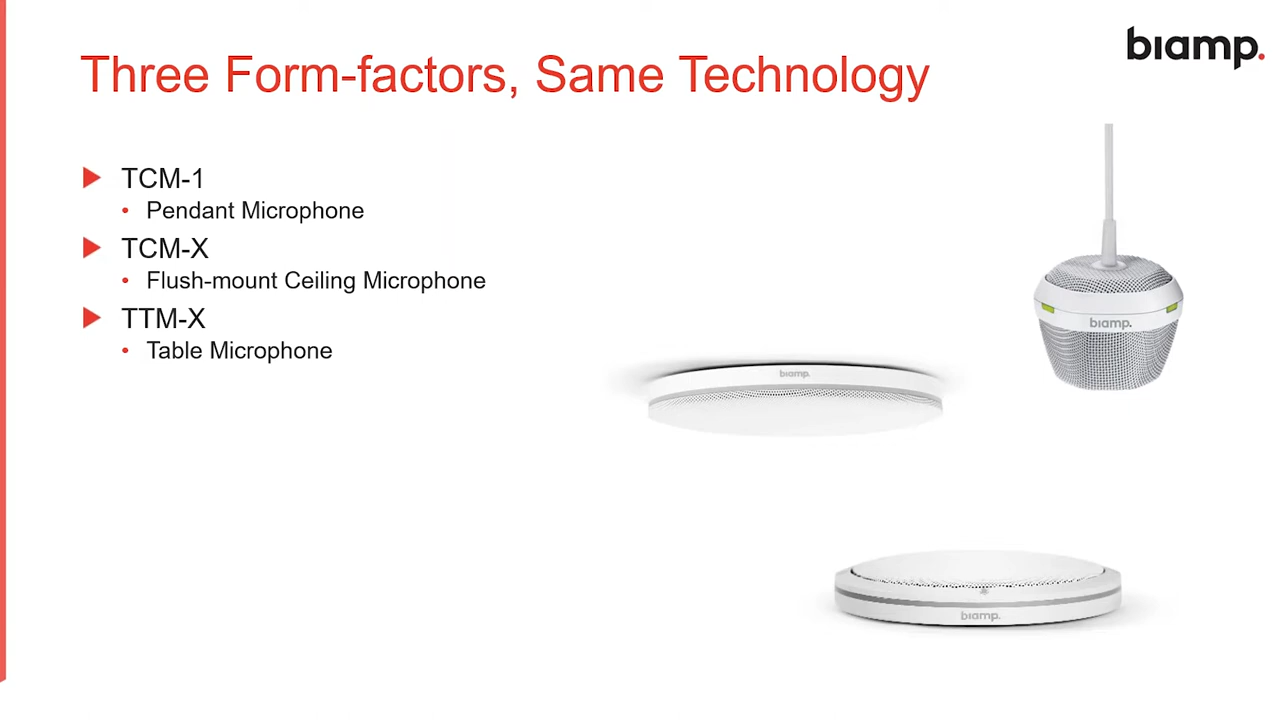 biamp.
Three Form-factors, Same Technology
TCM-1
• Pendant Microphone
TCM-X
• Flush-mount Ceiling Microphone
TTM-X
• Table Microphone
biamp.
biamp.
biamp.